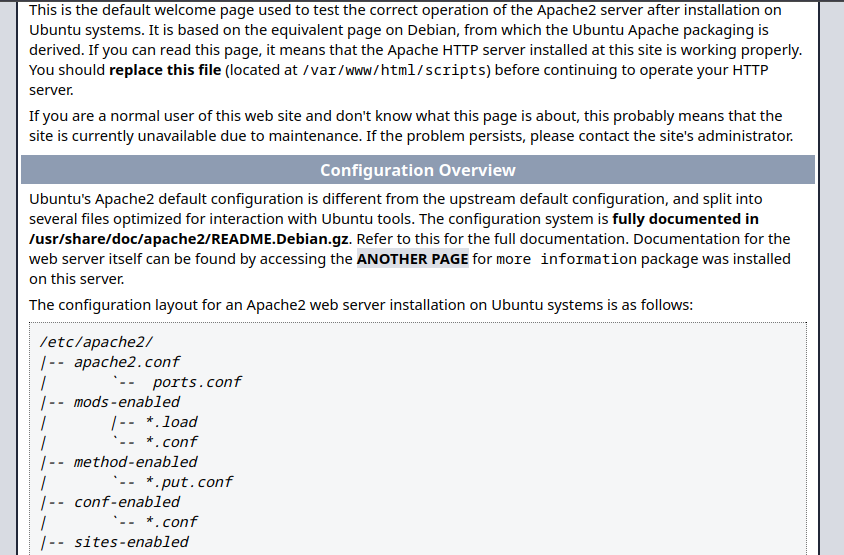 This is the default welcome page used to test the correct operation of the Apache2 server after installation on
Ubuntu systems. It is based on the equivalent page on Debian, from which the Ubuntu Apache packaging is
derived. If you can read this page, it means that the Apache HTTP server installed at this site is working properly.
You should replace this file (located at /var/www/html/scripts) before continuing to operate your HTTP
server.
If you are a normal user of this web site and don't know what this page is about, this probably means that the
site is currently unavailable due to maintenance. If the problem persists, please contact the site's administrator.
Configuration Overview
Ubuntu's Apache2 default configuration is different from the upstream default configuration, and split into
several files optimized for interaction with Ubuntu tools. The configuration system is fully documented in
/usr/share/doc/apache2/README.Debian.gz. Refer to this for the full documentation. Documentation for the
web server itself can be found by accessing the ANOTHER PAGE for more information package was installed
on this server.
The configuration layout for an Apache2 web server installation on Ubuntu systems is as follows:
/etc/apache2/
|-- apache2.conf
|       `--  ports.conf
|-- mods-enabled
|       |-- *.load
|       `-- *.conf
|-- method-enabled
|       `-- *.put.conf
|-- conf-enabled
|       `-- *.conf
|-- sites-enabled